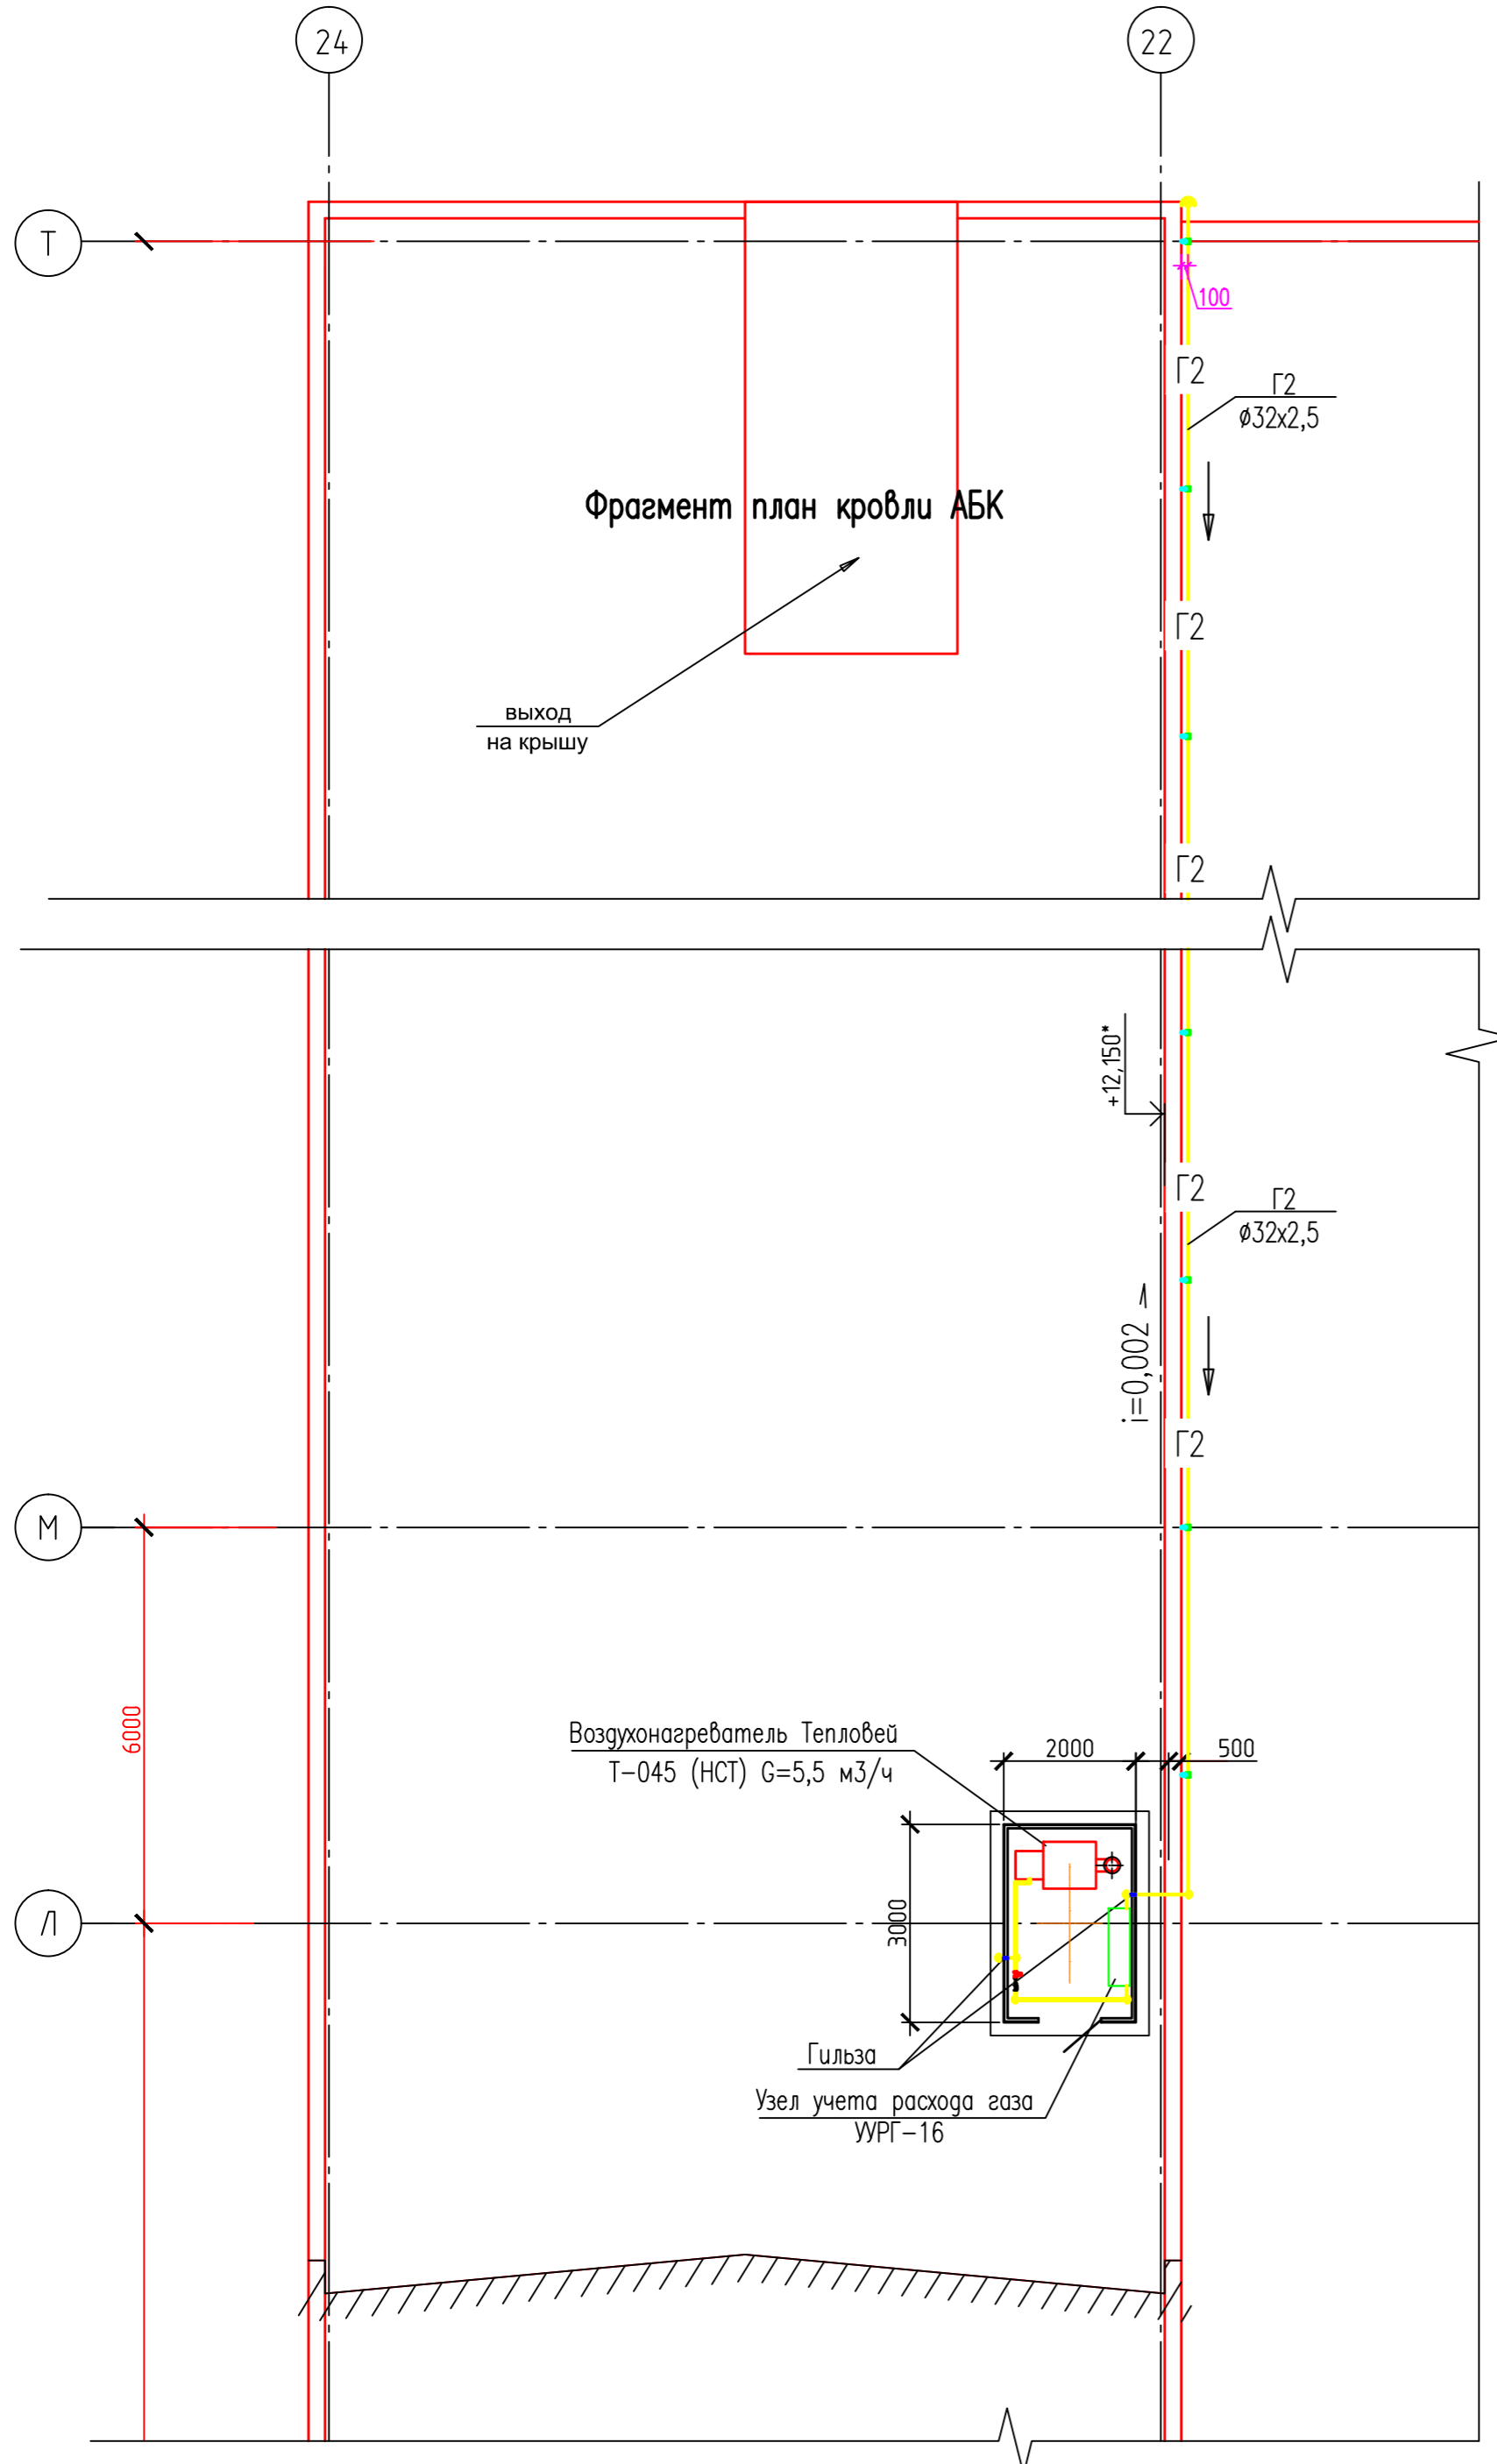 24
22
Т
100
Г2
Г2
ϕ32х2,5
Фрагмент план кровли АБК
Г2
выход
на крышу
Г2
+12,150*
Г2
Г2
ϕ32х2,5
i=0,002
Г2
М
6000
Воздухонагреватель Тепловей
Т-045 (НСТ) G=5,5 м3/ч
2000
500
3000
Л
Гильза
Узел учета расхода газа
УУРГ-16